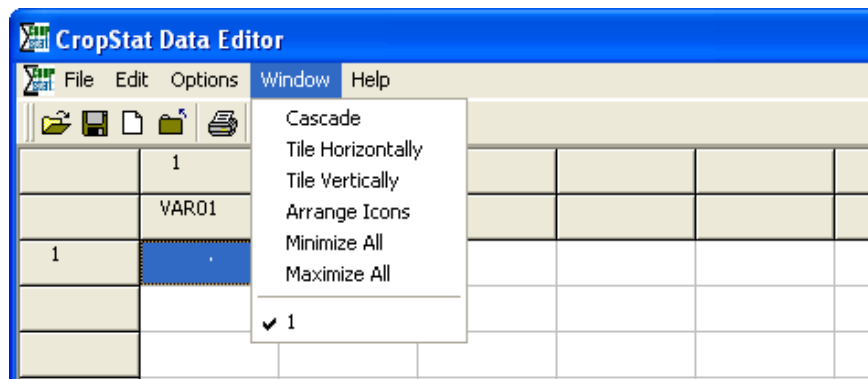 CropStat Data Editor
File Edit Options Window Help
Cascade
Tile Horizontally
Tile Vertically
Arrange Icons
Minimize All
Maximize All
1
1
VAR01
1